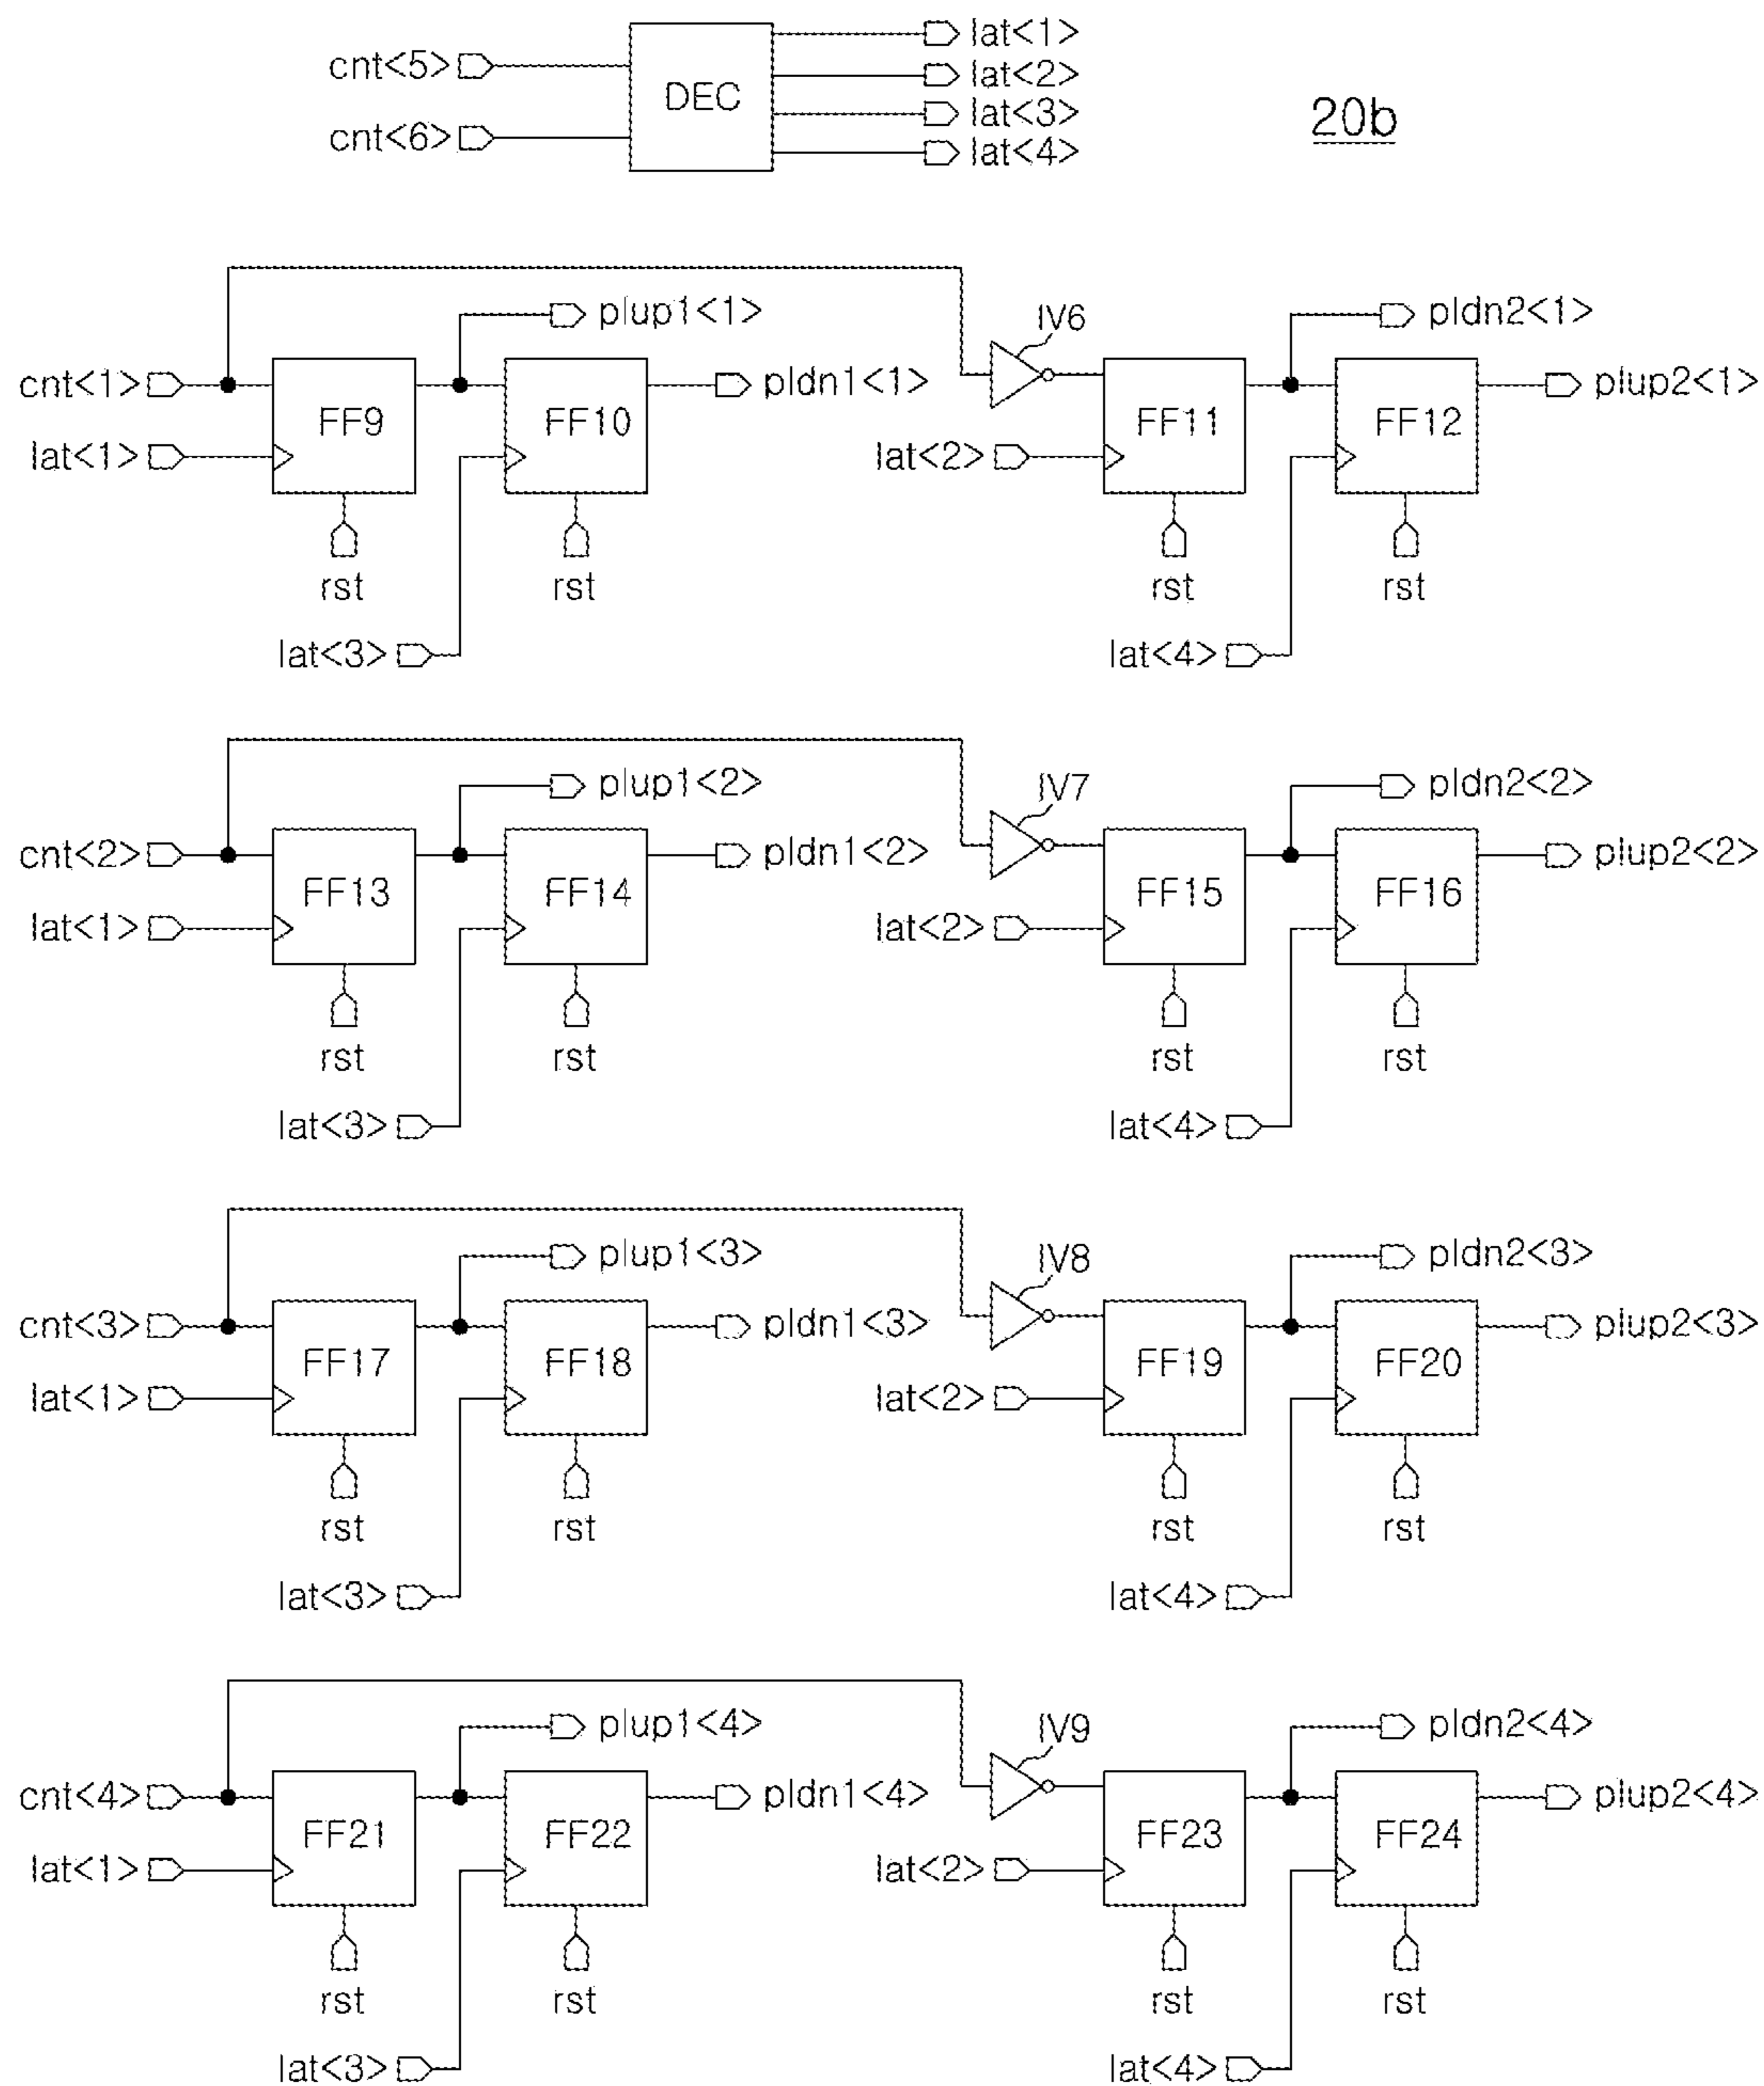 lat<1>
cnt<5> lat<2>
DEC
lat<3>
cnt<6> lat<4>
20b
plup1<1> IV6 pldn2<1>
cnt<1> pldn1<1> plup2<1>
FF9 FF10 FF11 FF12
lat<1> lat<2>
rst rst rst rst
lat<3> lat<4>
plup1<2> IV7 pldn2<2>
cnt<2> pldn1<2> plup2<2>
FF13 FF14 FF15 FF16
lat<1> lat<2>
rst rst rst rst
lat<3> lat<4>
plup1<3> IV8 pldn2<3>
cnt<3> pldn1<3> plup2<3>
FF17 FF18 FF19 FF20
lat<1> lat<2>
rst rst rst rst
lat<3> lat<4>
plup1<4> IV9 pldn2<4>
cnt<4> pldn1<4> plup2<4>
FF21 FF22 FF23 FF24
lat<1> lat<2>
rst rst rst rst
lat<3> lat<4>